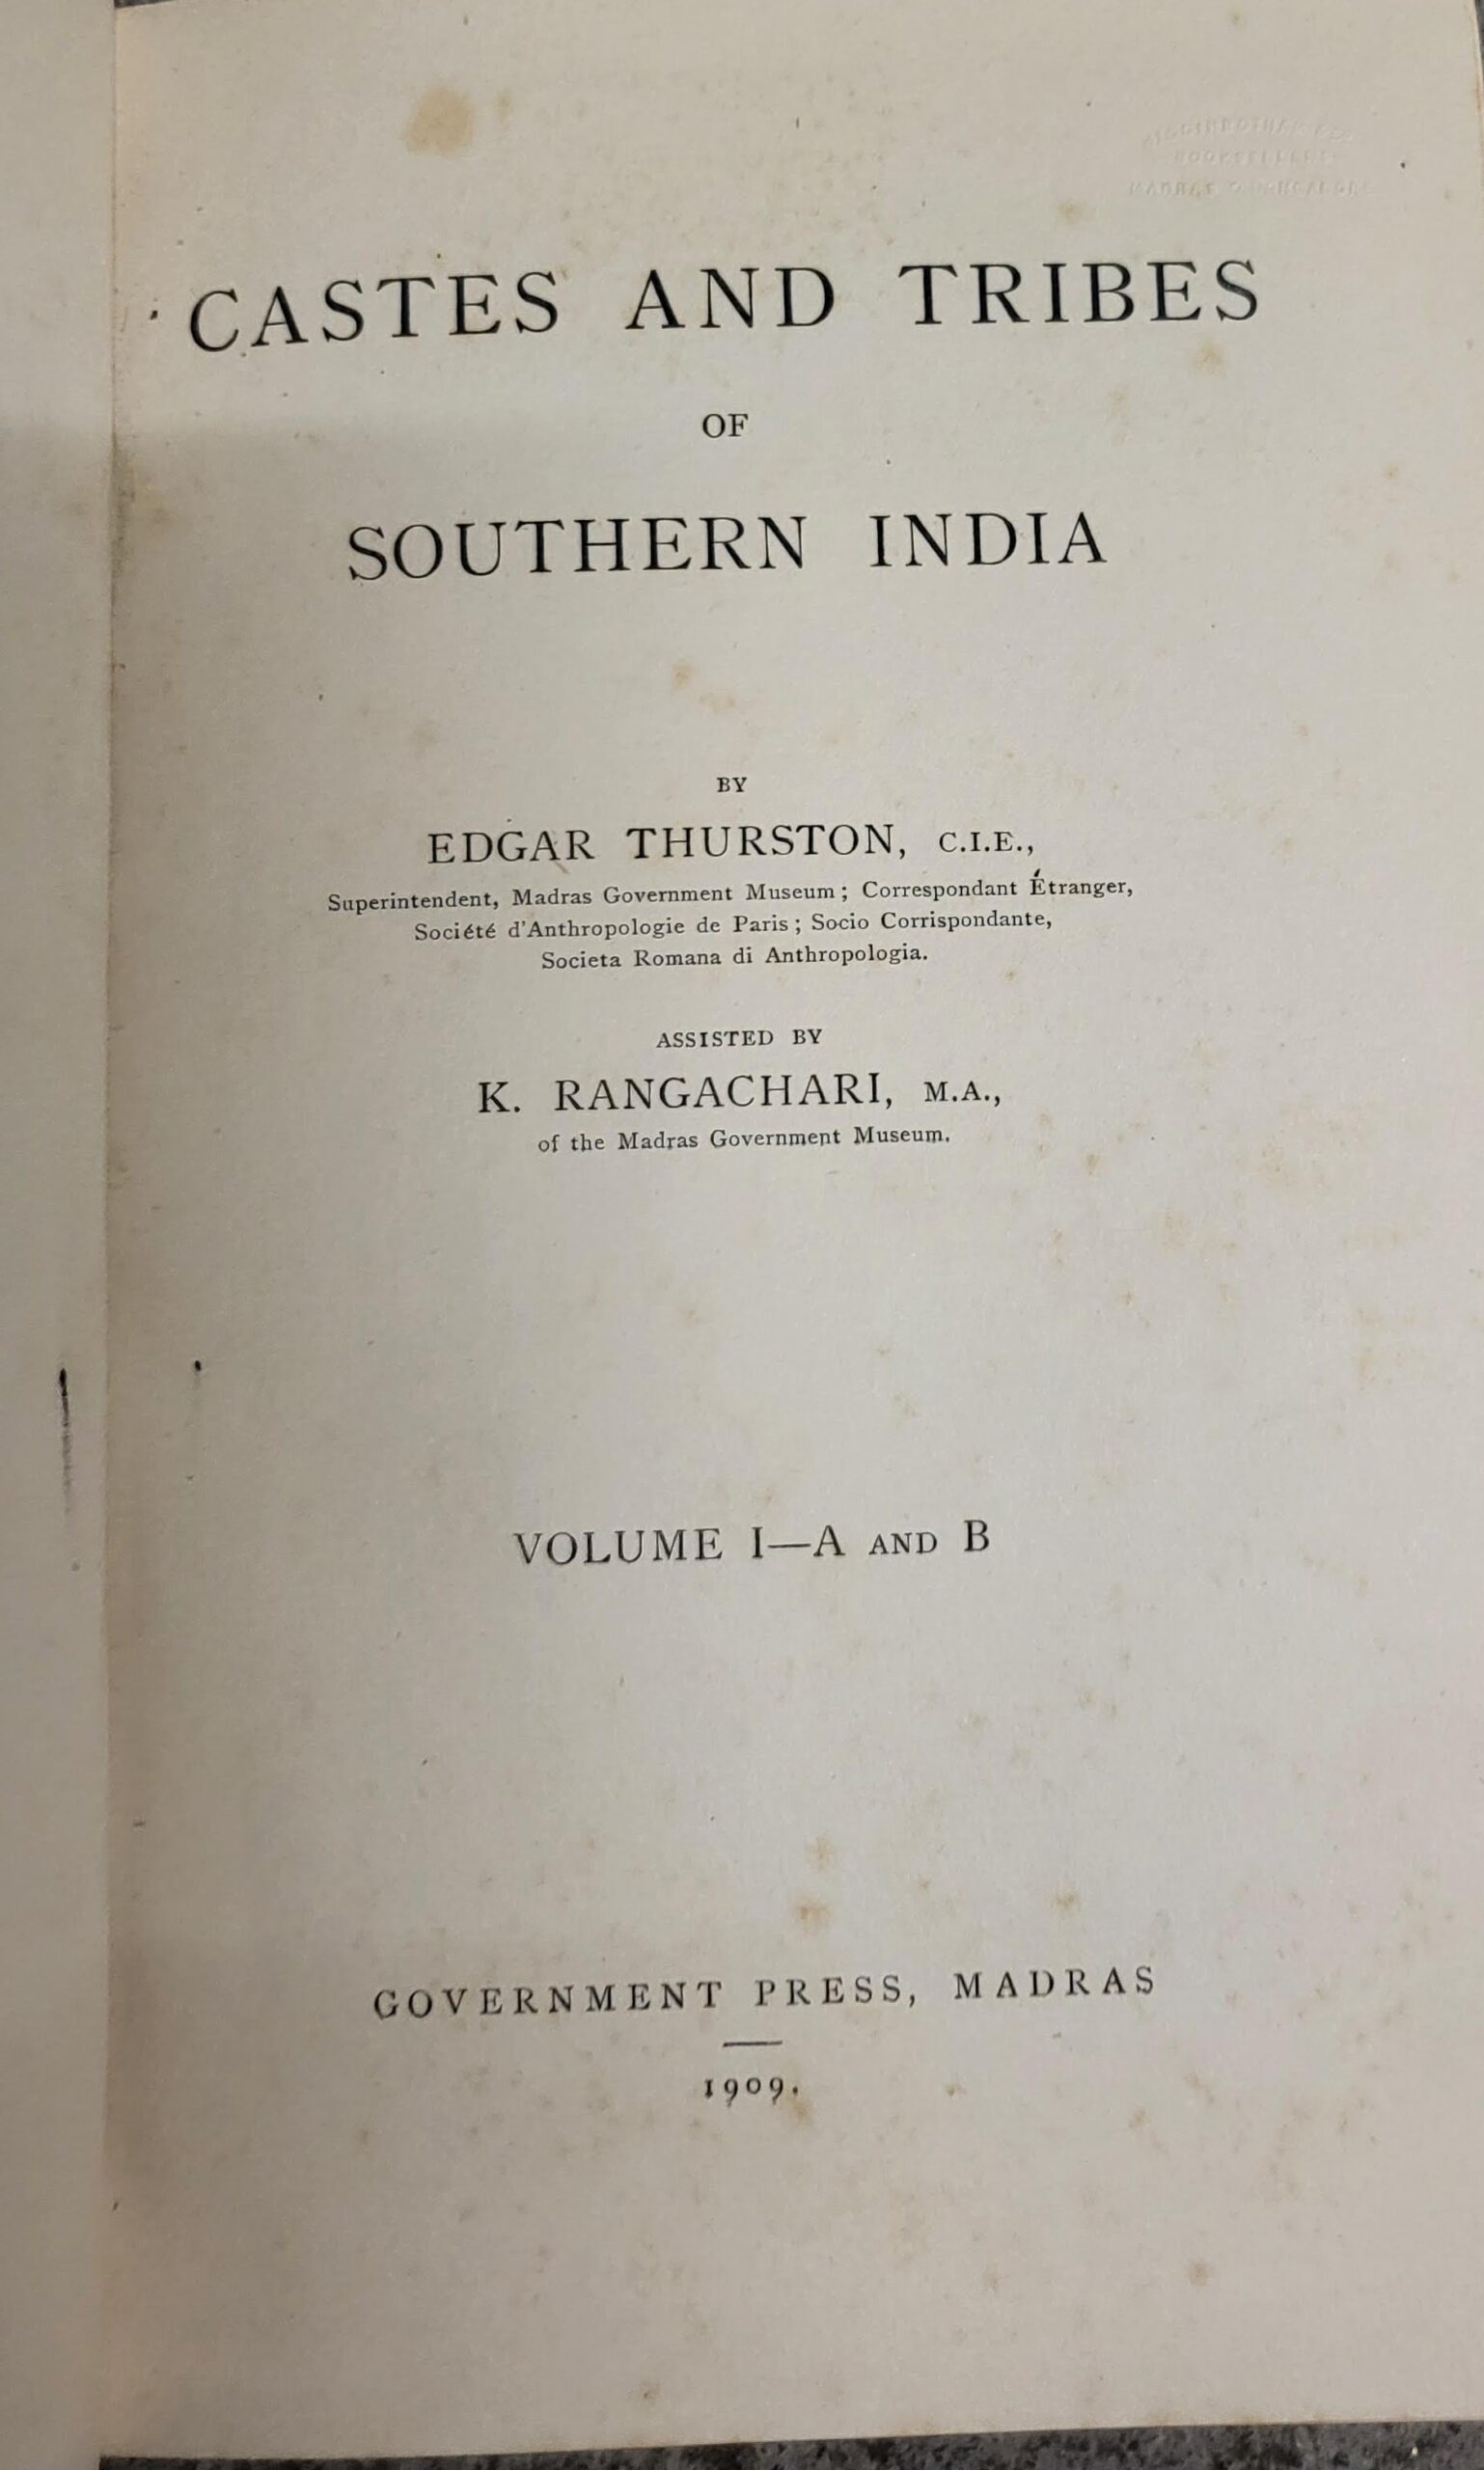 BOOKSELLERS
CASTES AND TRIBES
OF
SOUTHERN INDIA
BY
EDGAR THURSTON, C.I.E.,
Superintendent, Madras Government Museum; Correspondant Étranger,
Société d'Anthropologie de Paris; Socio Corrispondante,
Societa Romana di Anthropologia.
ASSISTED BY
K. RANGACHARI, M.A.,
of the Madras Government Museum.
VOLUME I—A AND B
GOVERNMENT PRESS, MADRAS
1909.